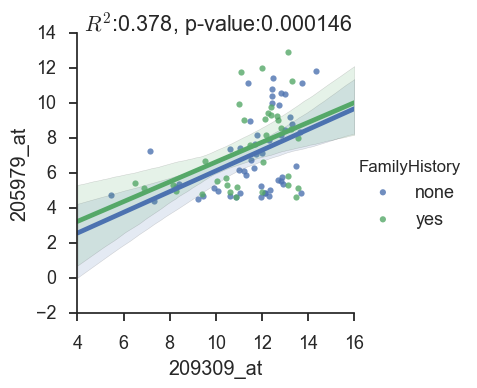 R²:0.378, p-value:0.000146
14
12
10
8
6
4
2
0
−2
205979_at
4 6 8 10 12 14 16
209309_at
FamilyHistory
none
yes